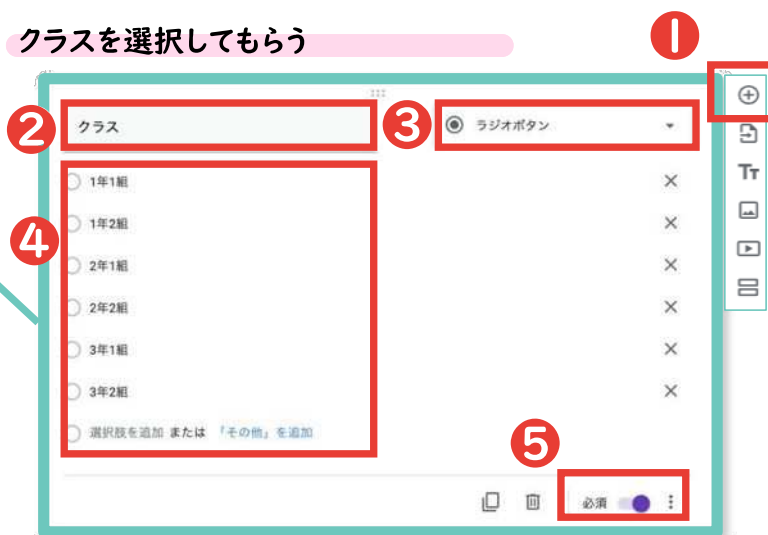 クラスを選択してもらう
1
2
クラス
3
ラジオボタン
Tт
4
1年1組
1年2組
2年1組
2年2組
3年1組
3年2組
選択肢を追加 または 「その他」を追加
5
必須